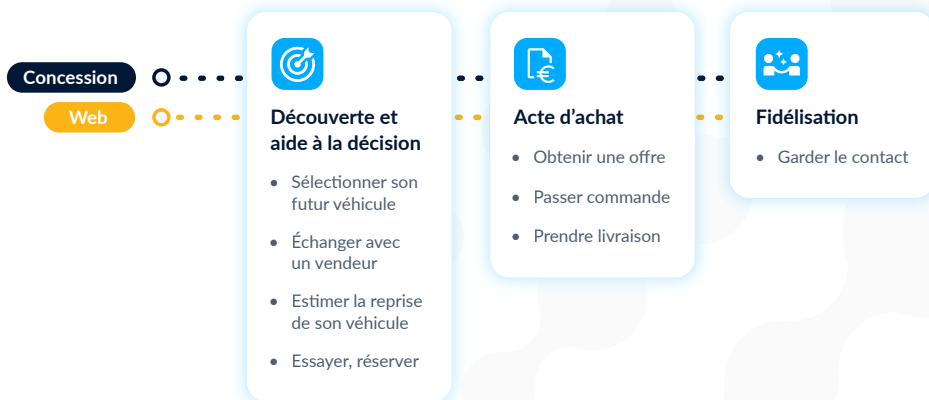 Concession
Web
Découverte et
aide à la décision
• Sélectionner son
futur véhicule
• Échanger avec
un vendeur
• Estimer la reprise
de son véhicule
• Essayer, réserver
Acte d’achat
• Obtenir une offre
• Passer commande
• Prendre livraison
Fidélisation
• Garder le contact